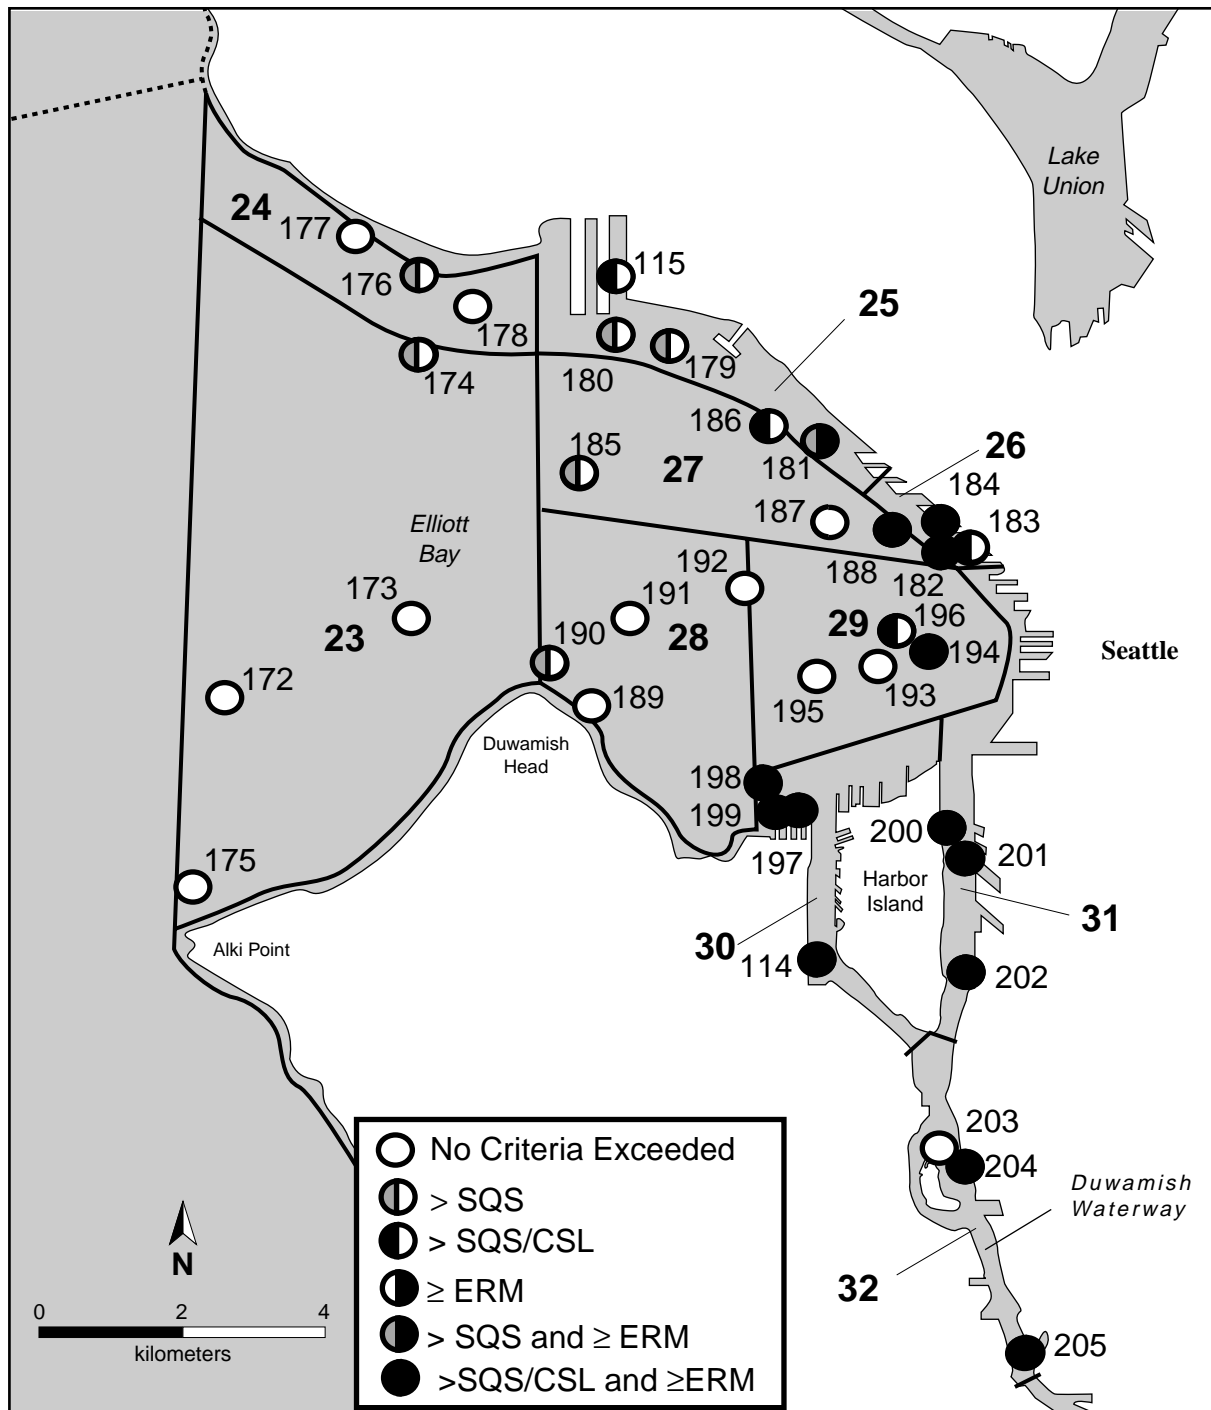 Lake
Union
24
177
176
115
178
25
174
180
179
186
185
181
26
27
184
187
183
Elliott
Bay
188
182
192
173
191
196
23
190
28
29
194
Seattle
172
189
195
193
Duwamish
Head
198
199
200
197
201
175
Harbor
Island
31
30
Alki Point
114
202
203
No Criteria Exceeded
204
> SQS
Duwamish
Waterway
> SQS/CSL
N
≥ ERM
32
0 2 4
> SQS and ≥ ERM
kilometers
205
>SQS/CSL and ≥ERM